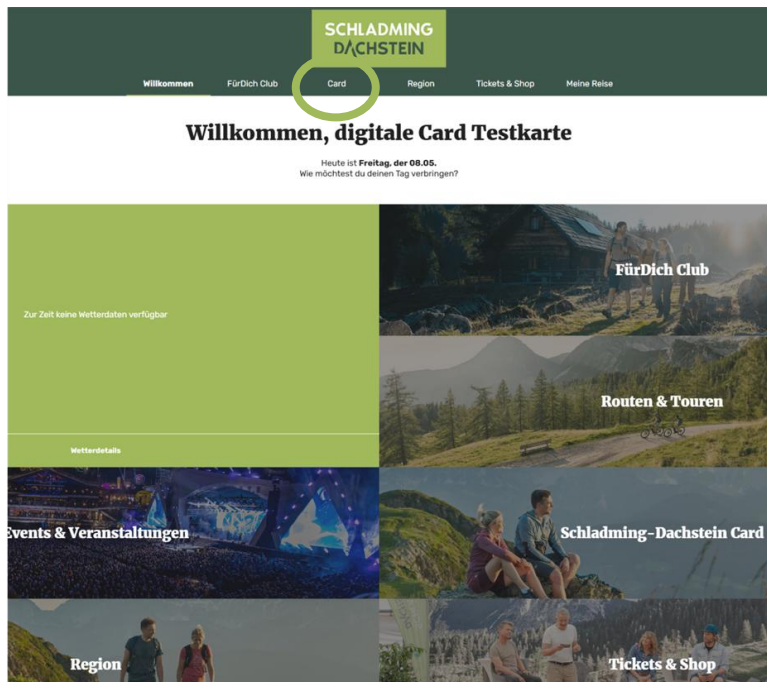 SCHLADMING
DACHSTEIN
Willkommen FürDich Club Card Region Tickets & Shop Meine Reise
Willkommen, digitale Card Testkarte
Heute ist Freitag, der 08.05.
Wie möchtest du deinen Tag verbringen?
FürDich Club
Zur Zeit keine Wetterdaten verfügbar
Routen & Touren
Wetterdetails
Events & Veranstaltungen
Schladming-Dachstein Card
Region
Tickets & Shop